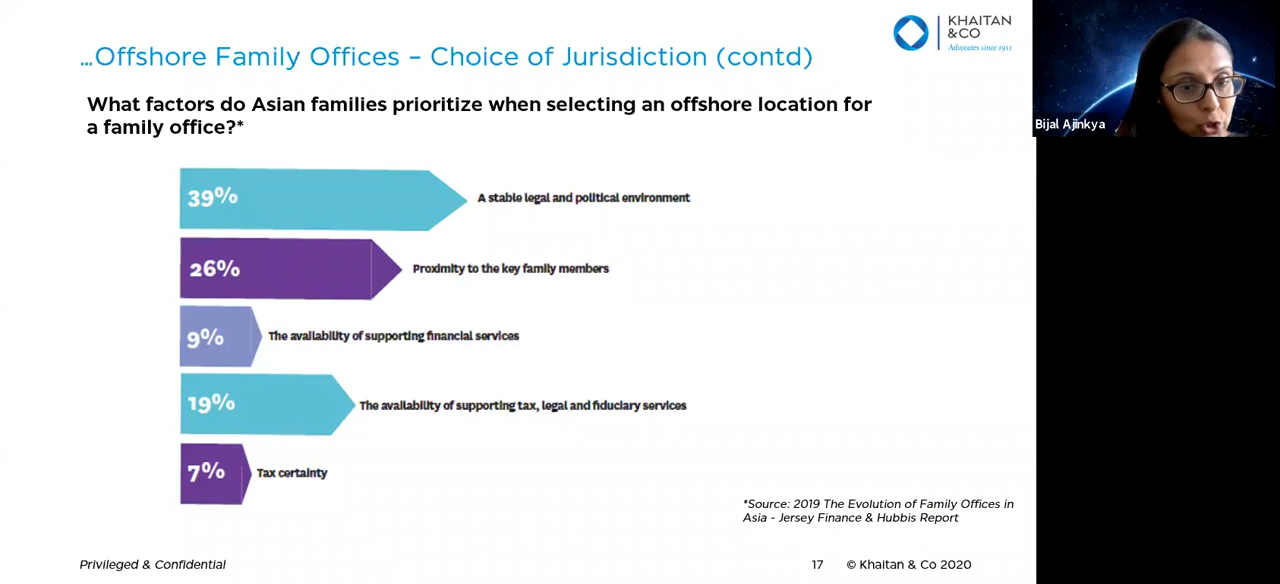 KHAITAN
&CO
Advocates since 1911
...Offshore Family Offices – Choice of Jurisdiction (contd)
Bijal Ajinkya
What factors do Asian families prioritize when selecting an offshore location for
a family office?*
39% A stable legal and political environment
26% Proximity to the key family members
9% The availability of supporting financial services
19% The availability of supporting tax, legal and fiduciary services
7% Tax certainty
*Source: 2019 The Evolution of Family Offices in
Asia - Jersey Finance & Hubbis Report
Privileged & Confidential 17 © Khaitan & Co 2020